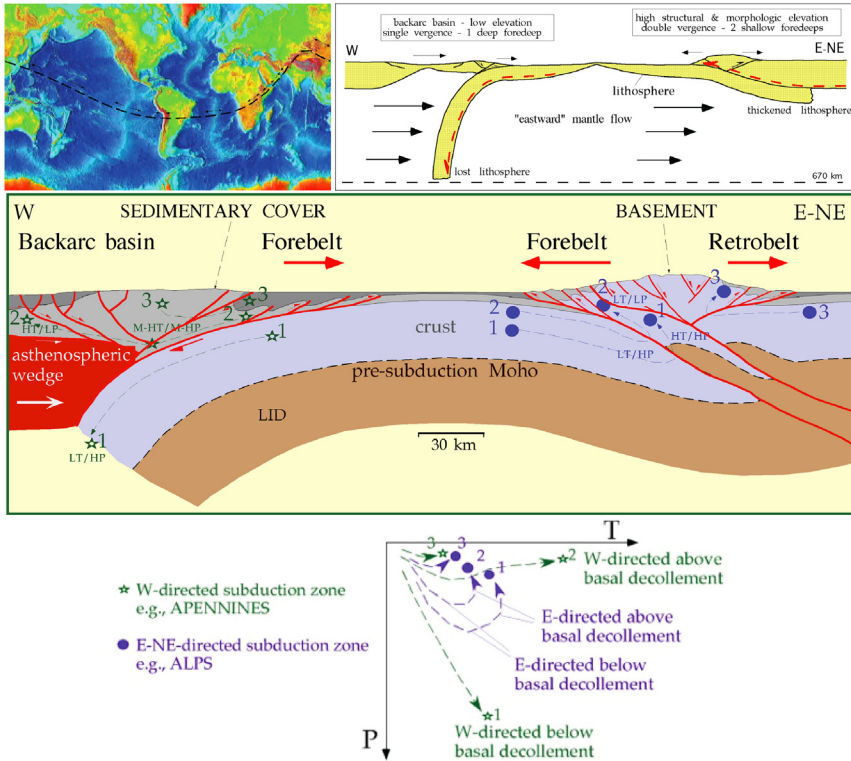 backarc basin - low elevation
single vergence - 1 deep foredeep
high structural & morphologic elevation
double vergence - 2 shallow foredeeps
W
E-NE
lithosphere
thickened lithosphere
"eastward" mantle flow
lost lithosphere
670 km
W
SEDIMENTARY COVER
BASEMENT
E-NE
Backarc basin
Forebelt
Forebelt
Retrobelt
3
3
2
2
HT/LP
M-HT/M-HP
1
asthenospheric
wedge
crust
2
1
2
LT/LP
1
3
3
HT/HP
LT/HP
pre-subduction Moho
LID
30 km
1
LT/HP
T
3
3
2
1
2
W-directed above
basal decollement
W-directed subduction zone
e.g., APENNINES
E-directed above
basal decollement
E-NE-directed subduction zone
e.g., ALPS
E-directed below
basal decollement
1
W-directed below
basal decollement
P